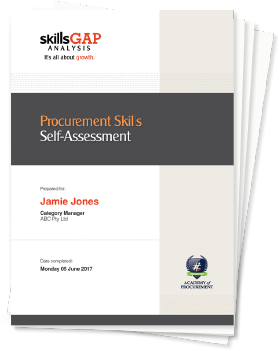 skillsGAP
ANALYSIS
It's all about growth.
Procurement Skills
Self-Assessment
Prepared for:
Jamie Jones
Category Manager
ABC Pty Ltd
Date completed:
Monday 05 June 2017
ACADEMY of
PROCUREMENT